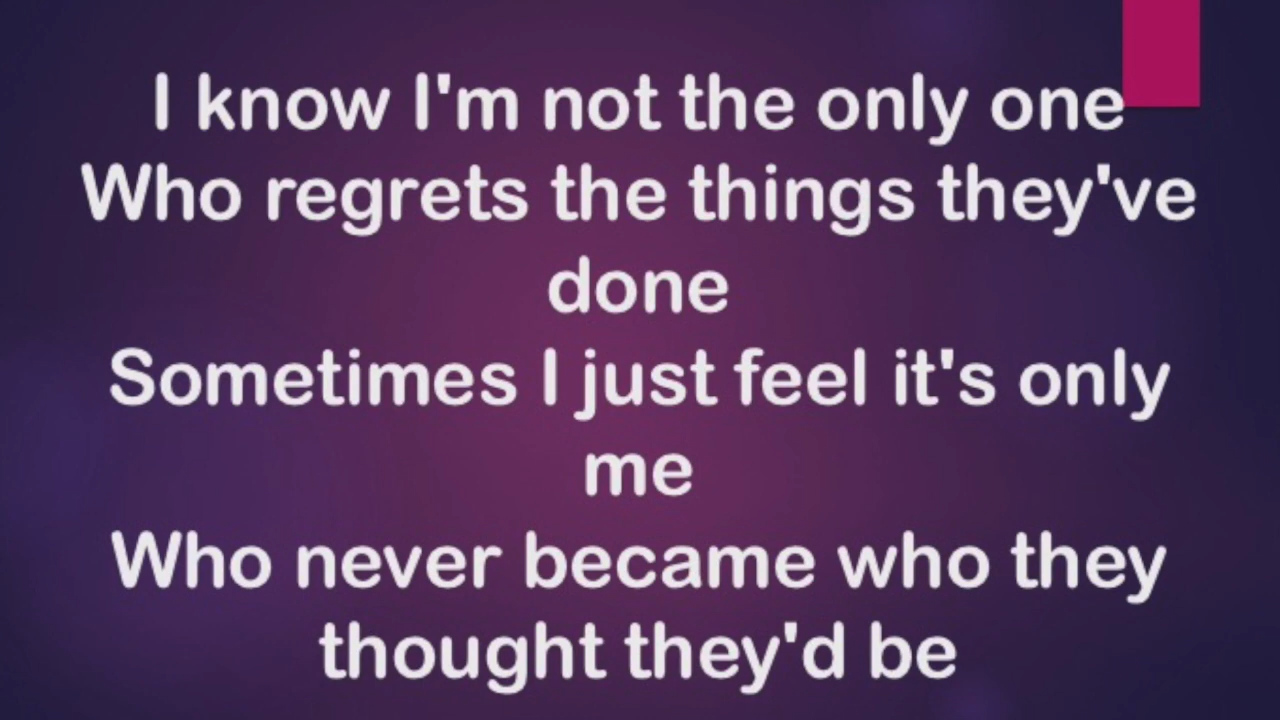 I know I'm not the only one
Who regrets the things they've
done
Sometimes I just feel it's only
me
Who never became who they
thought they'd be